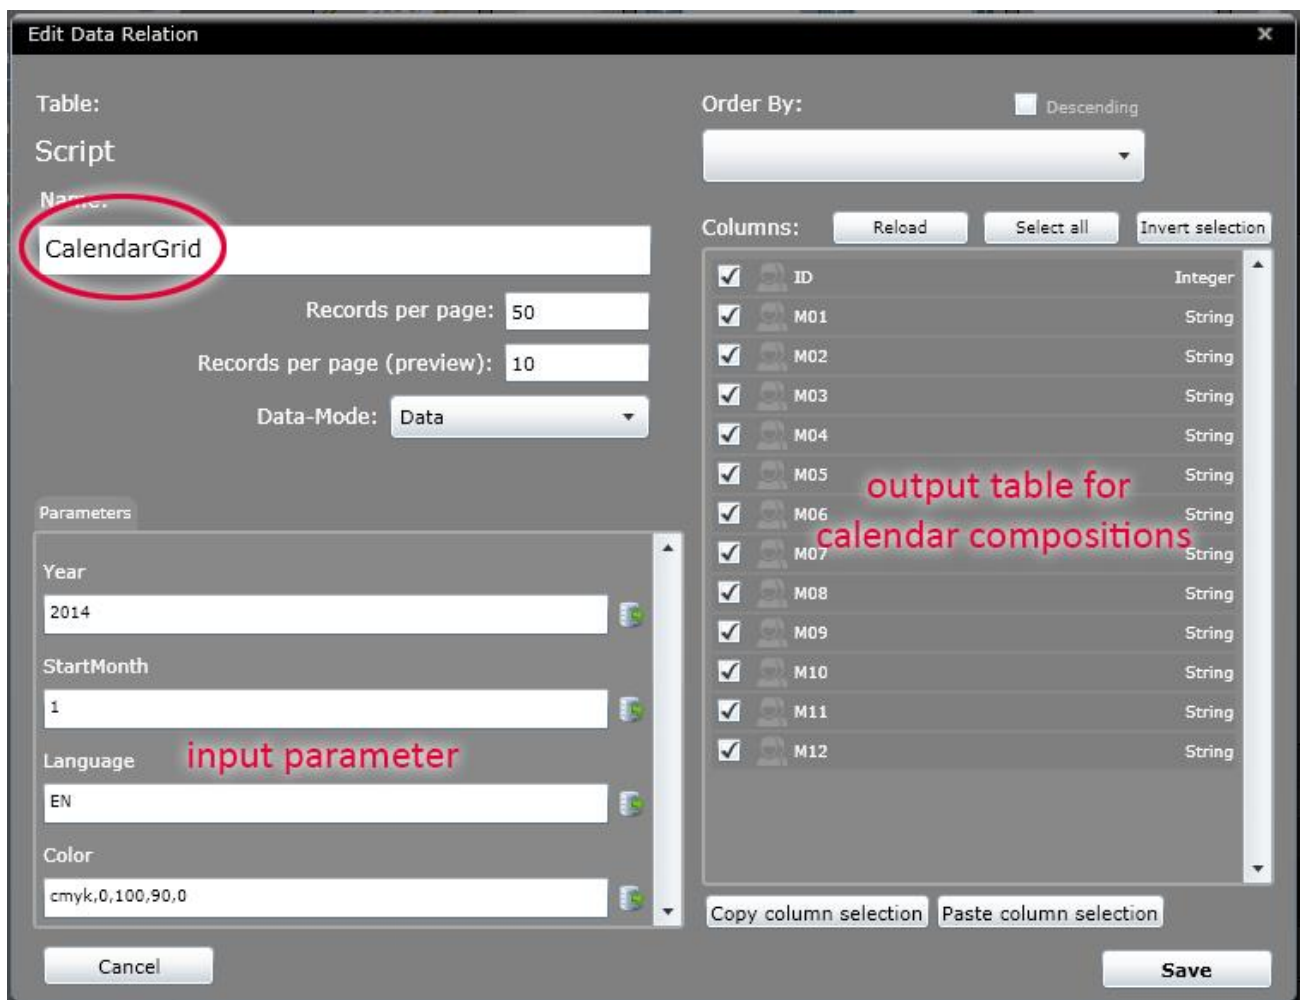 Edit Data Relation
Table:
Script
Name:
CalendarGrid
Records per page: 50
Records per page (preview): 10
Data-Mode: Data
Parameters
Year
2014
StartMonth
1
input parameter
Language
EN
Color
cmyk,0,100,90,0
Cancel
Order By:
Descending
Columns: Reload Select all Invert selection
ID Integer
M01 String
M02 String
M03 String
M04 String
M05 String
output table for
M06 String
calendar compositions
M07 String
M08 String
M09 String
M10 String
M11 String
M12 String
Copy column selection Paste column selection
Save